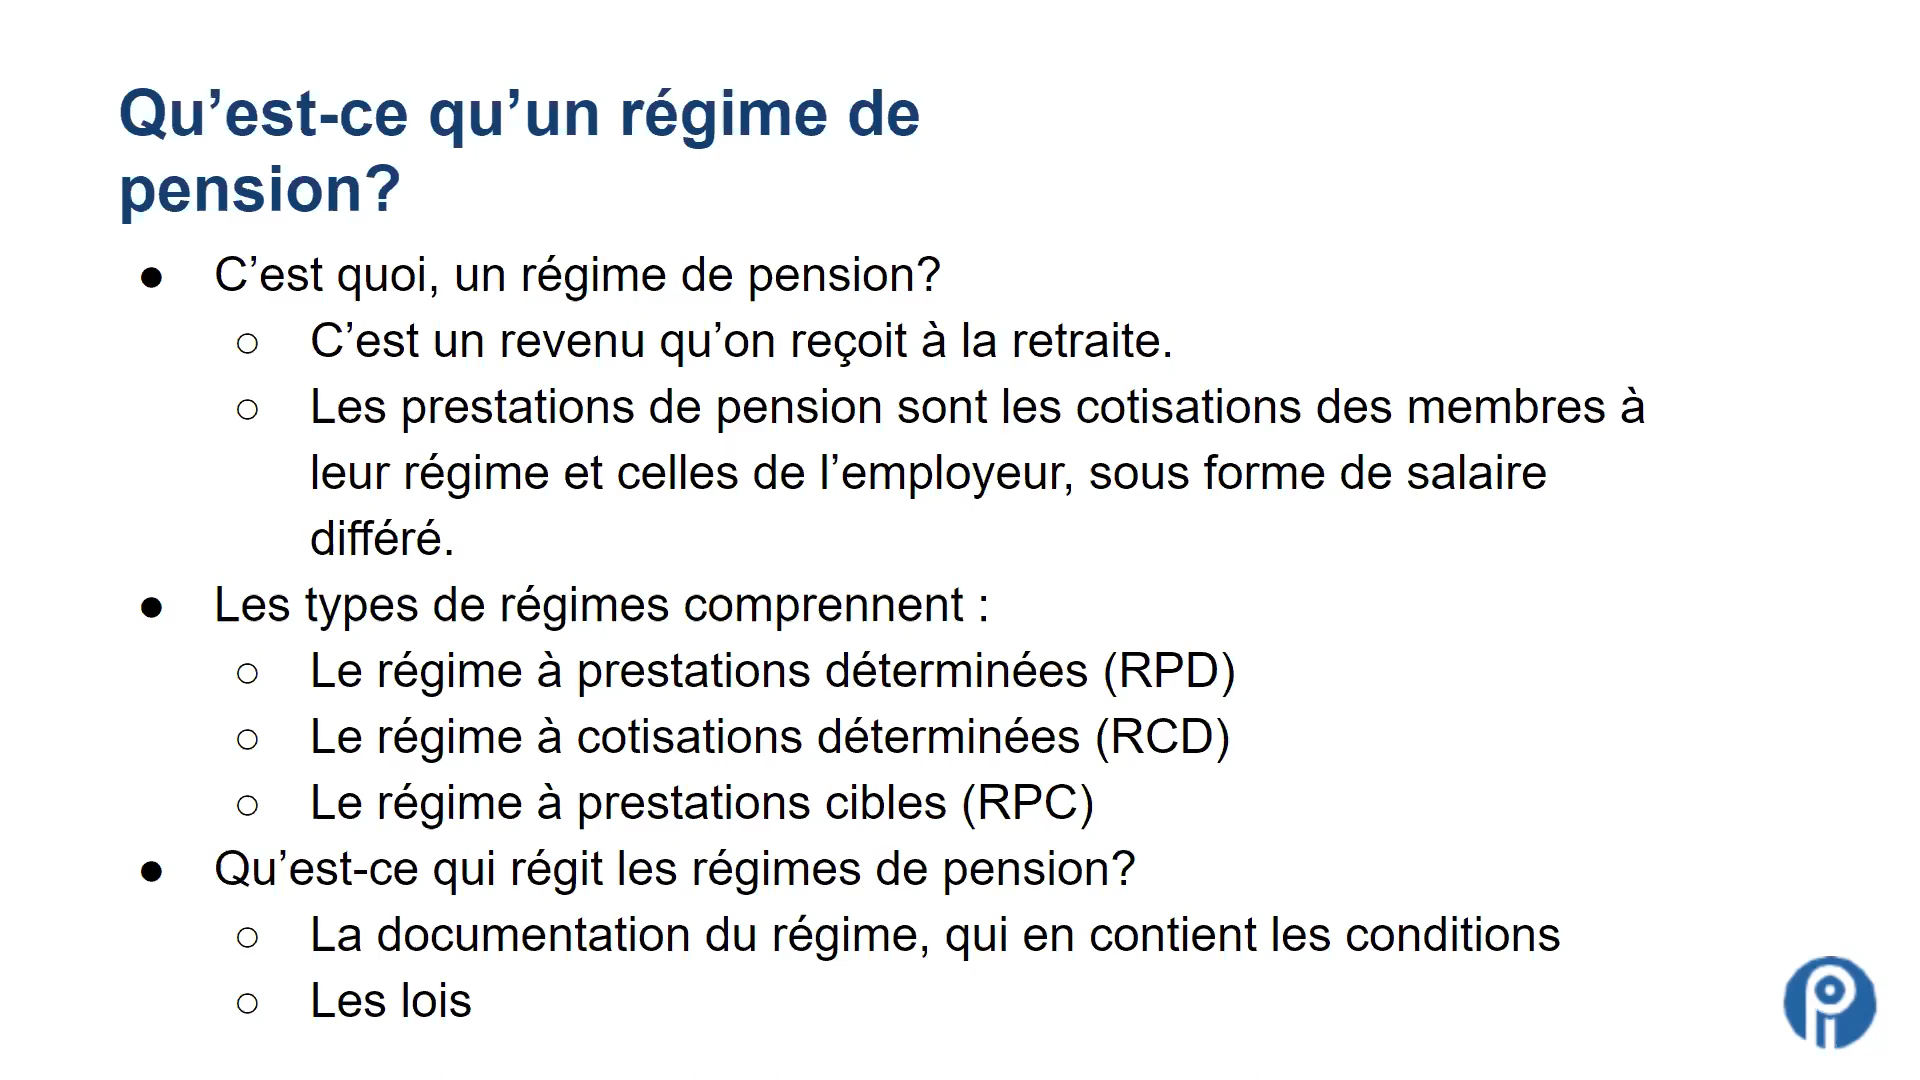 Qu’est-ce qu’un régime de
pension?
● C’est quoi, un régime de pension?
○ C’est un revenu qu’on reçoit à la retraite.
○ Les prestations de pension sont les cotisations des membres à
leur régime et celles de l’employeur, sous forme de salaire
différé.
● Les types de régimes comprennent :
○ Le régime à prestations déterminées (RPD)
○ Le régime à cotisations déterminées (RCD)
○ Le régime à prestations cibles (RPC)
● Qu’est-ce qui régit les régimes de pension?
○ La documentation du régime, qui en contient les conditions
○ Les lois